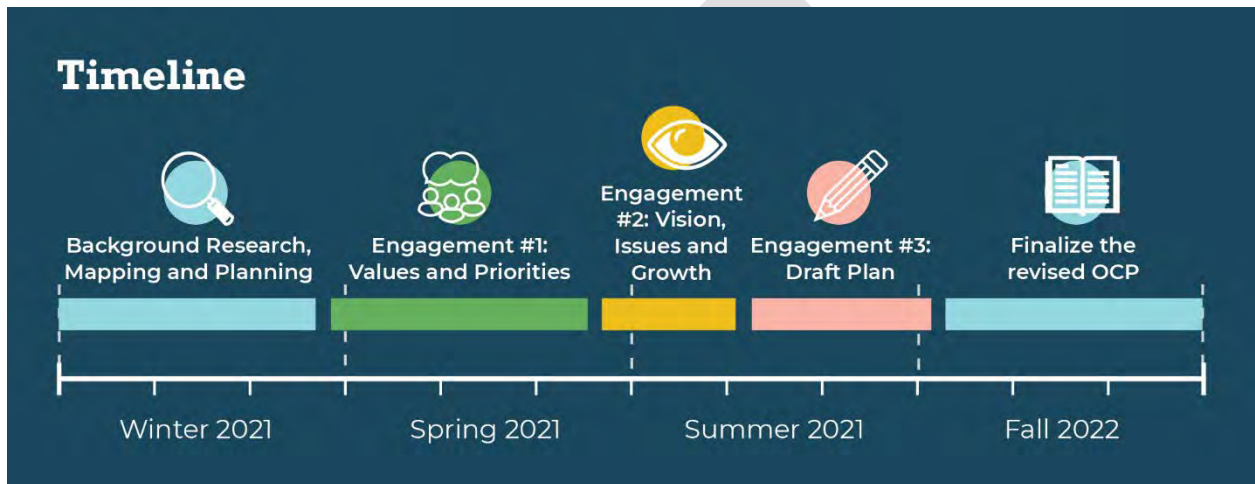 Timeline
Background Research,
Mapping and Planning
Engagement #1:
Values and Priorities
Engagement
#2: Vision,
Issues and
Growth
Engagement #3:
Draft Plan
Finalize the
revised OCP
Winter 2021
Spring 2021
Summer 2021
Fall 2022